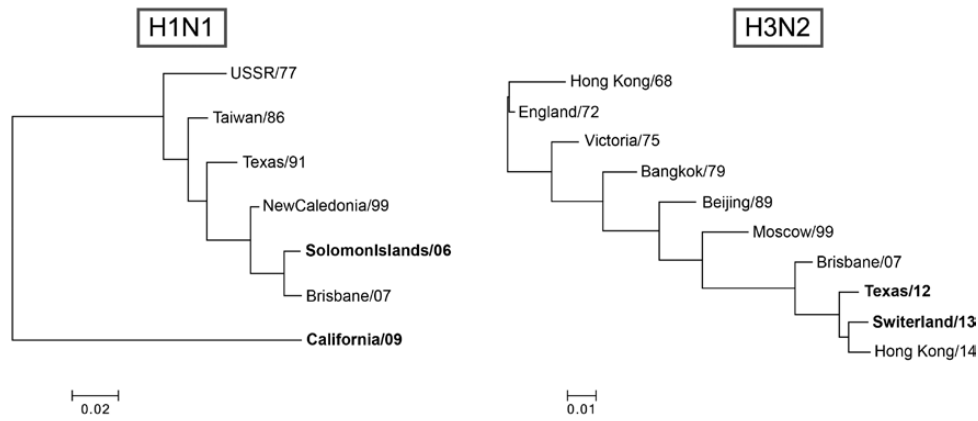 H1N1
USSR/77
Taiwan/86
Texas/91
NewCaledonia/99
SolomonIslands/06
Brisbane/07
California/09
0.02
H3N2
Hong Kong/68
England/72
Victoria/75
Bangkok/79
Beijing/89
Moscow/99
Brisbane/07
Texas/12
Switerland/13
Hong Kong/14
0.01